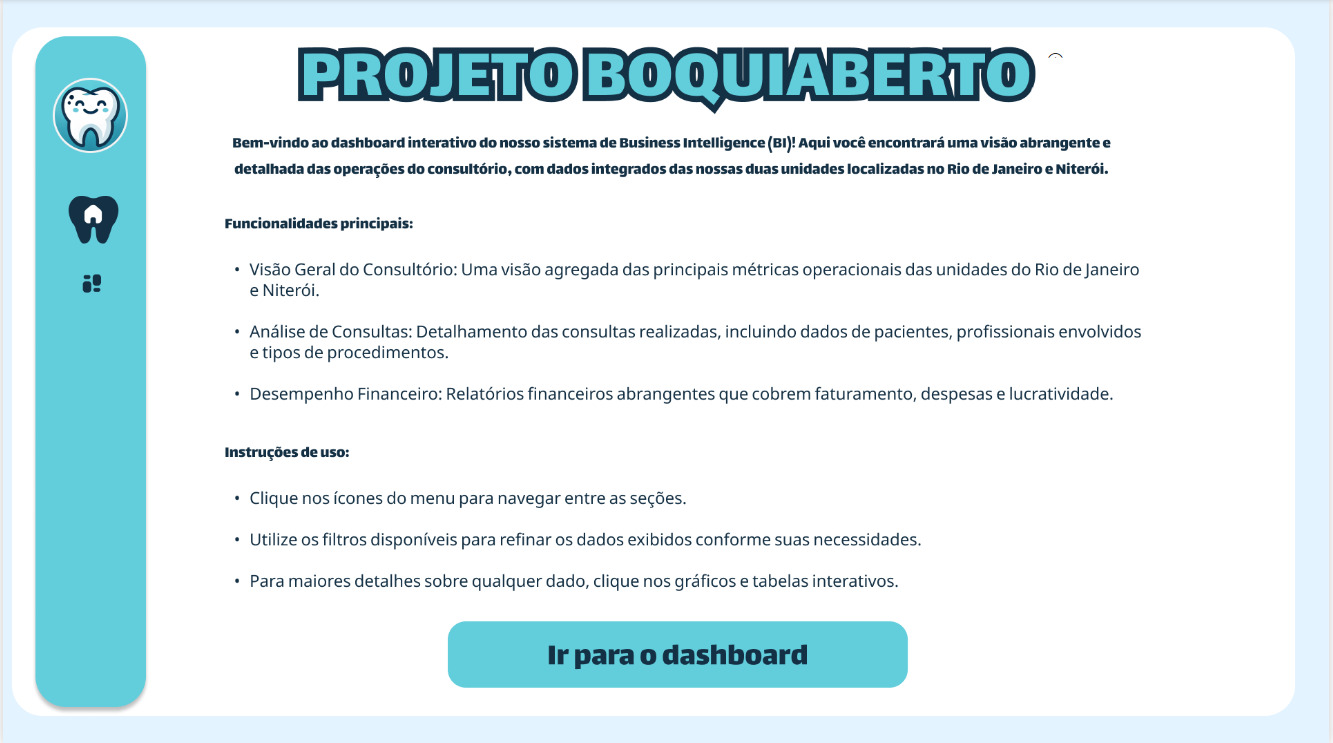 PROJETO BOQUIABERTO
Bem-vindo ao dashboard interativo do nosso sistema de Business Intelligence (BI)! Aqui você encontrará uma visão abrangente e
detalhada das operações do consultório, com dados integrados das nossas duas unidades localizadas no Rio de Janeiro e Niterói.
Funcionalidades principais:
• Visão Geral do Consultório: Uma visão agregada das principais métricas operacionais das unidades do Rio de Janeiro
e Niterói.
• Análise de Consultas: Detalhamento das consultas realizadas, incluindo dados de pacientes, profissionais envolvidos
e tipos de procedimentos.
• Desempenho Financeiro: Relatórios financeiros abrangentes que cobrem faturamento, despesas e lucratividade.
Instruções de uso:
• Clique nos ícones do menu para navegar entre as seções.
• Utilize os filtros disponíveis para refinar os dados exibidos conforme suas necessidades.
• Para maiores detalhes sobre qualquer dado, clique nos gráficos e tabelas interativos.
Ir para o dashboard